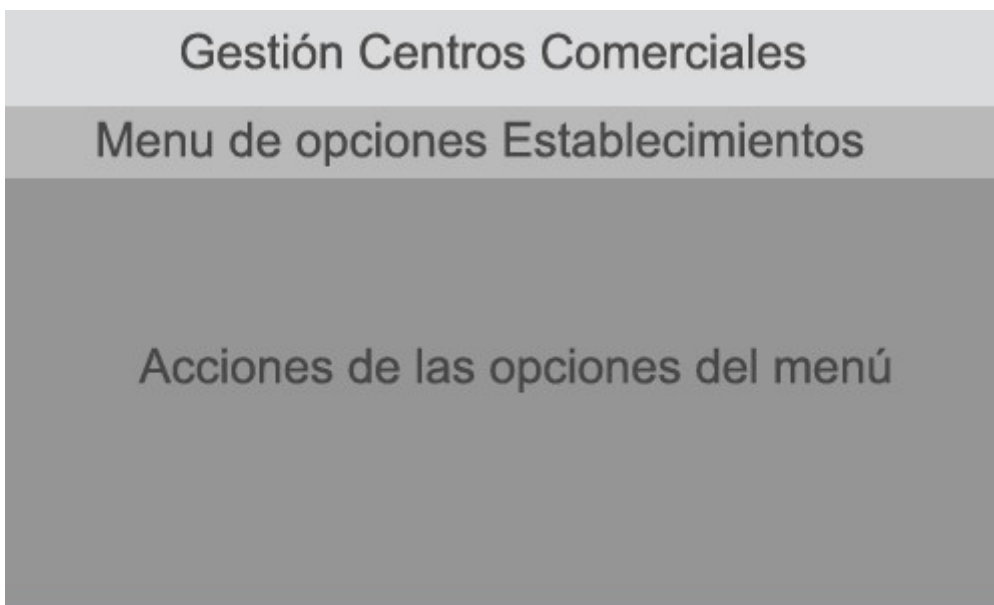 Gestión Centros Comerciales
Menu de opciones Establecimientos
Acciones de las opciones del menú